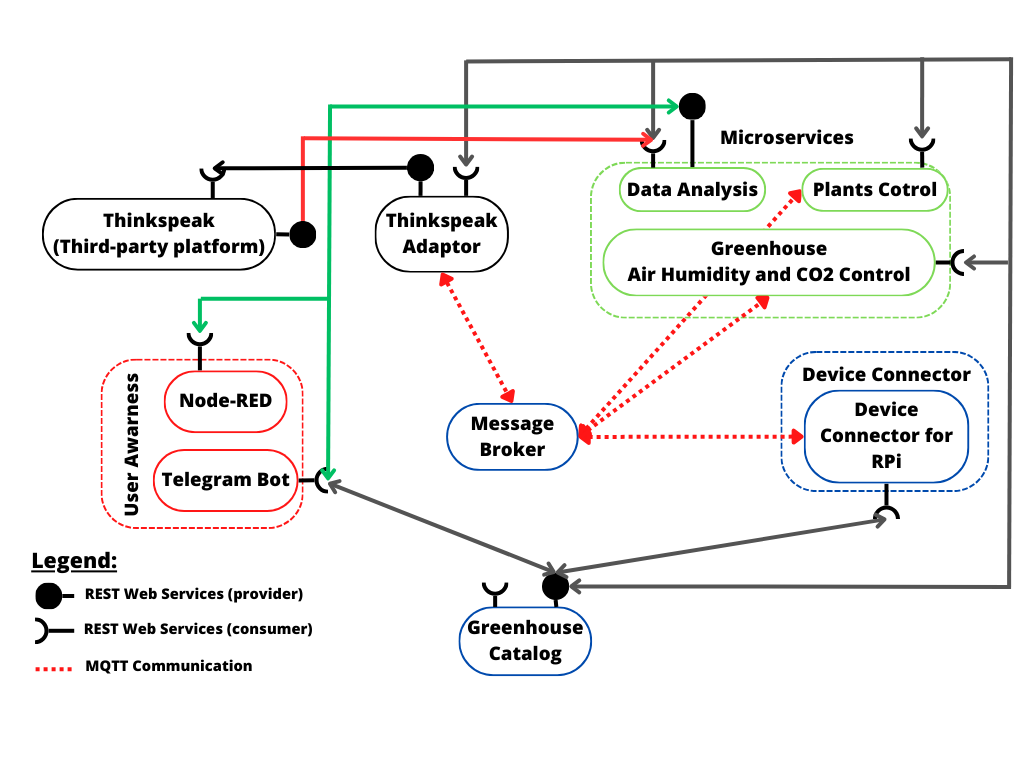 Microservices
Data Analysis
Plants Cotrol
Thinkspeak
(Third-party platform)
Thinkspeak
Adaptor
Greenhouse
Air Humidity and CO2 Control
User Awarness
Node-RED
Telegram Bot
Message
Broker
Device Connector
Device
Connector for
RPi
Legend:
REST Web Services (provider)
REST Web Services (consumer)
MQTT Communication
Greenhouse
Catalog